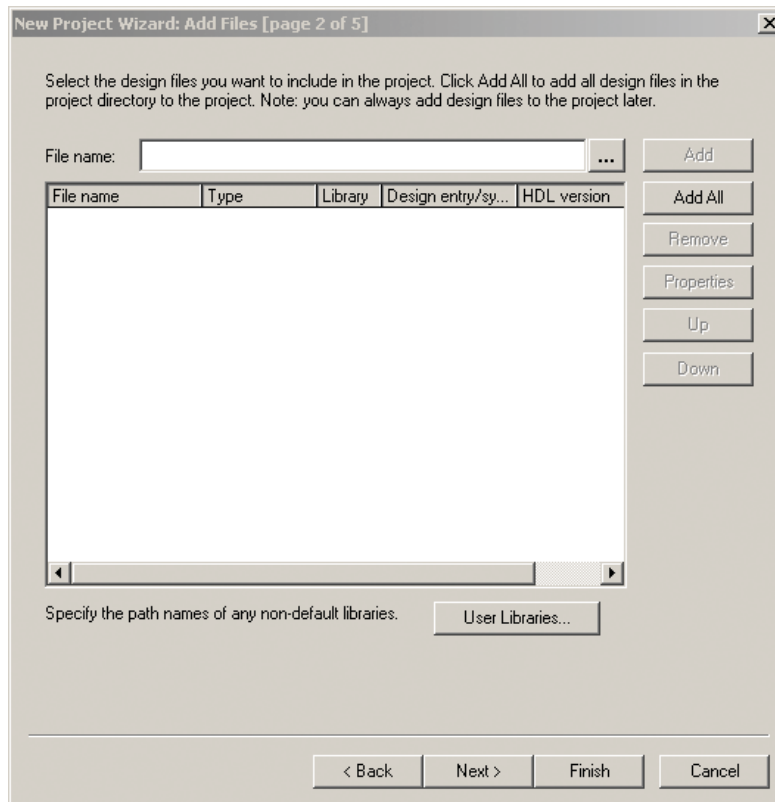 New Project Wizard: Add Files [page 2 of 5]
Select the design files you want to include in the project. Click Add All to add all design files in the
project directory to the project. Note: you can always add design files to the project later.
File name:
...
Add
File name Type Library Design entry/sy... HDL version
Add All
Remove
Properties
Up
Down
Specify the path names of any non-default libraries.
User Libraries...
< Back Next > Finish Cancel